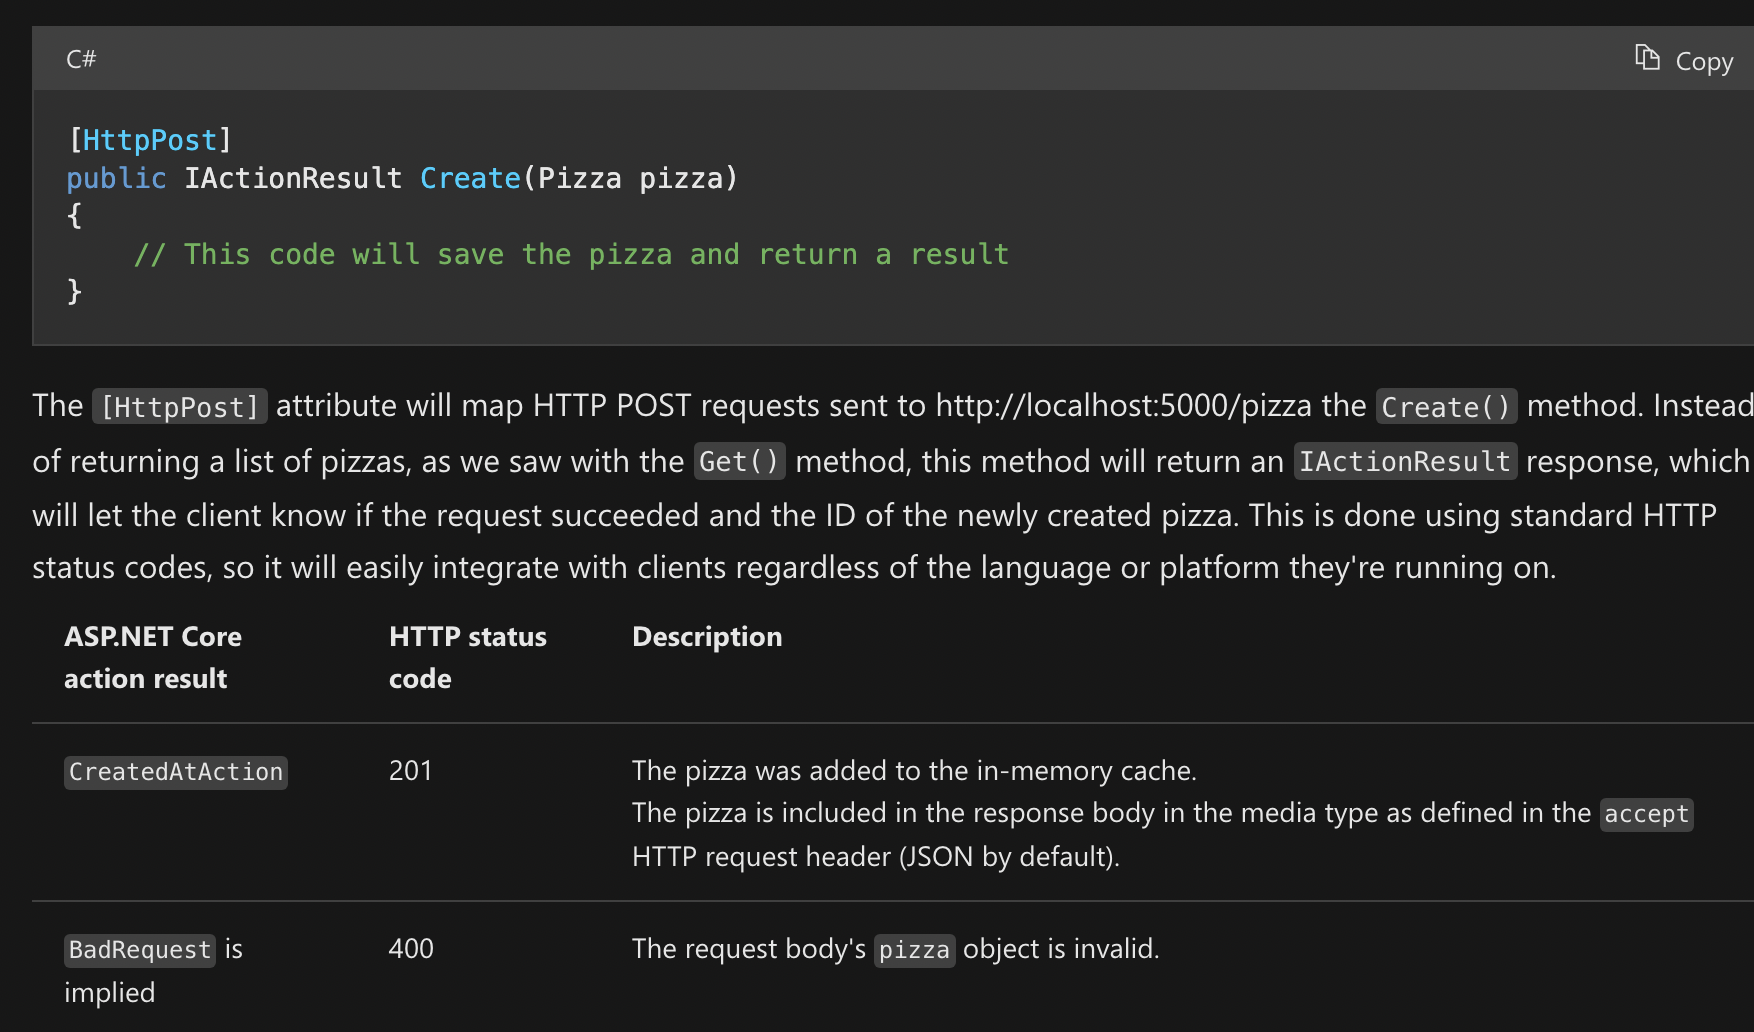 C#
Copy
[HttpPost]
public IActionResult Create(Pizza pizza)
{
    // This code will save the pizza and return a result
}
The [HttpPost] attribute will map HTTP POST requests sent to http://localhost:5000/pizza the Create() method. Instead
of returning a list of pizzas, as we saw with the Get() method, this method will return an IActionResult response, which
will let the client know if the request succeeded and the ID of the newly created pizza. This is done using standard HTTP
status codes, so it will easily integrate with clients regardless of the language or platform they're running on.
ASP.NET Core
action result
HTTP status
code
Description
CreatedAtAction
201
The pizza was added to the in-memory cache.
The pizza is included in the response body in the media type as defined in the accept
HTTP request header (JSON by default).
BadRequest is
implied
400
The request body's pizza object is invalid.